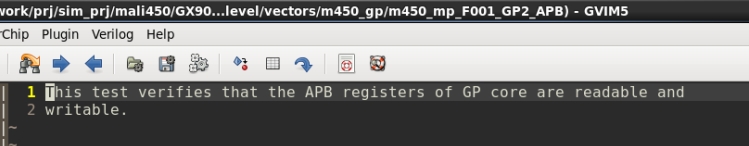 work/prj/sim_prj/mali450/GX90...level/vectors/m450_gp/m450_mp_F001_GP2_APB) - GVIM5
Chip Plugin Verilog Help
1 This test verifies that the APB registers of GP core are readable and
2 writable.
~
~